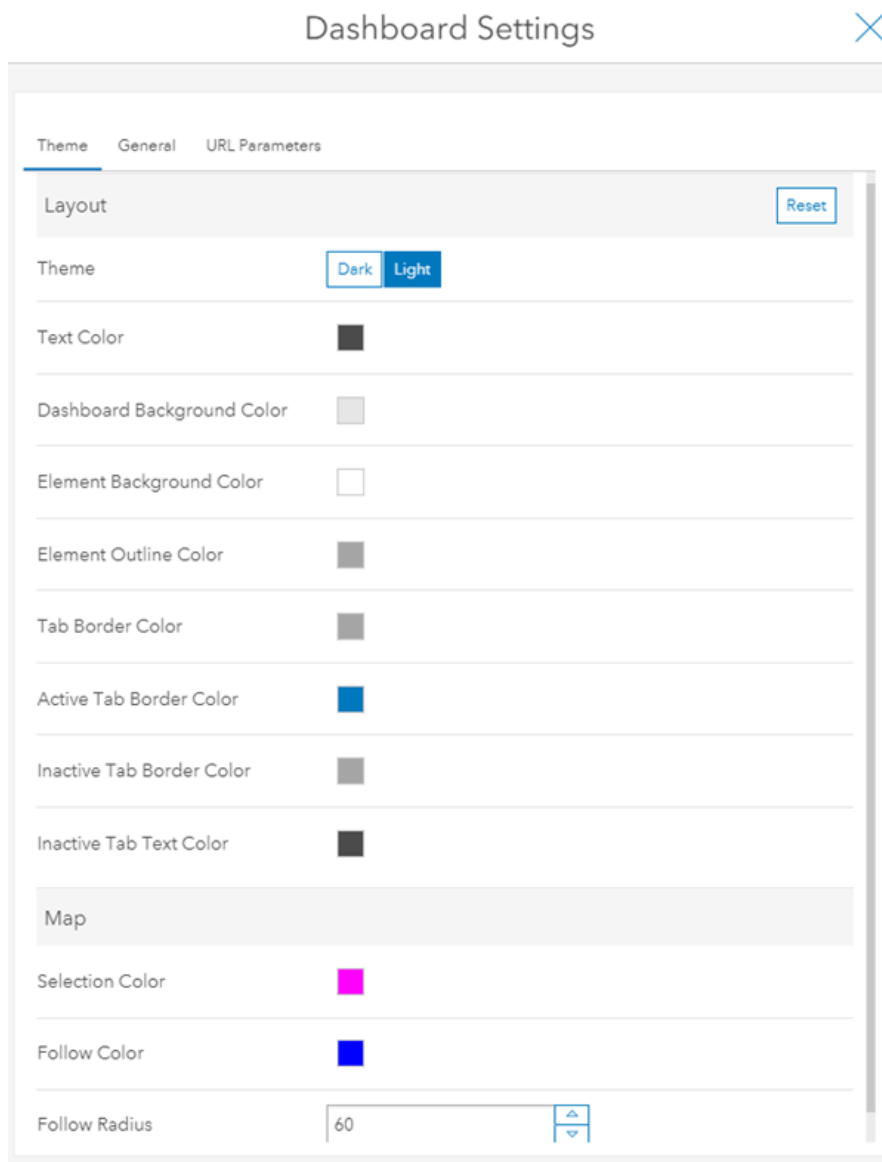 Dashboard Settings
Theme General URL Parameters
Layout Reset
Theme Dark Light
Text Color
Dashboard Background Color
Element Background Color
Element Outline Color
Tab Border Color
Active Tab Border Color
Inactive Tab Border Color
Inactive Tab Text Color
Map
Selection Color
Follow Color
Follow Radius 60